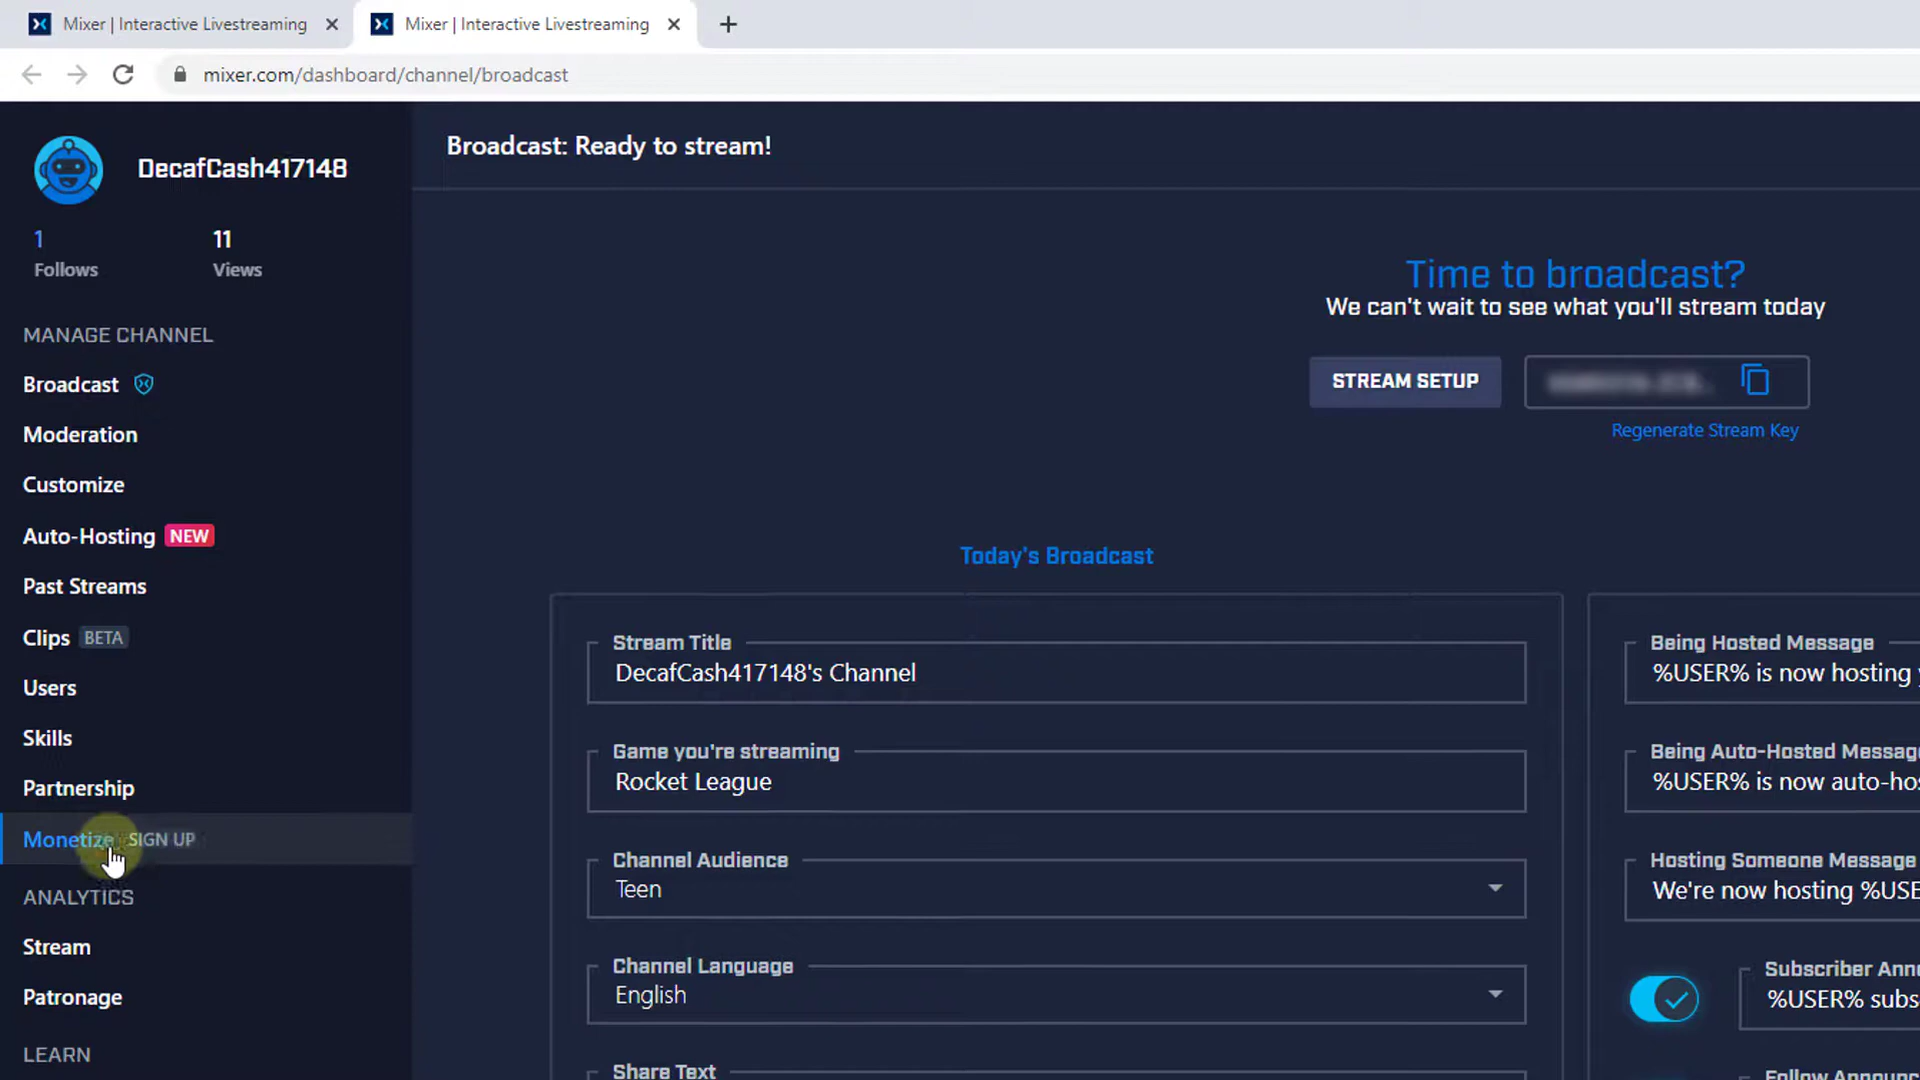 Mixer | Interactive Livestreaming
Mixer | Interactive Livestreaming
mixer.com/dashboard/channel/broadcast
DecafCash417148
1
Follows
11
Views
MANAGE CHANNEL
Broadcast
Moderation
Customize
Auto-Hosting NEW
Past Streams
Clips BETA
Users
Skills
Partnership
Monetize SIGN UP
ANALYTICS
Stream
Patronage
LEARN
Broadcast: Ready to stream!
Time to broadcast?
We can't wait to see what you'll stream today
STREAM SETUP
Regenerate Stream Key
Today's Broadcast
Stream Title
DecafCash417148's Channel
Game you're streaming
Rocket League
Channel Audience
Teen
Channel Language
English
Share Text
Being Hosted Message
%USER% is now hosting
Being Auto-Hosted Message
%USER% is now auto-hos
Hosting Someone Message
We're now hosting %USE
Subscriber Ann
%USER% subs
Follow Announ